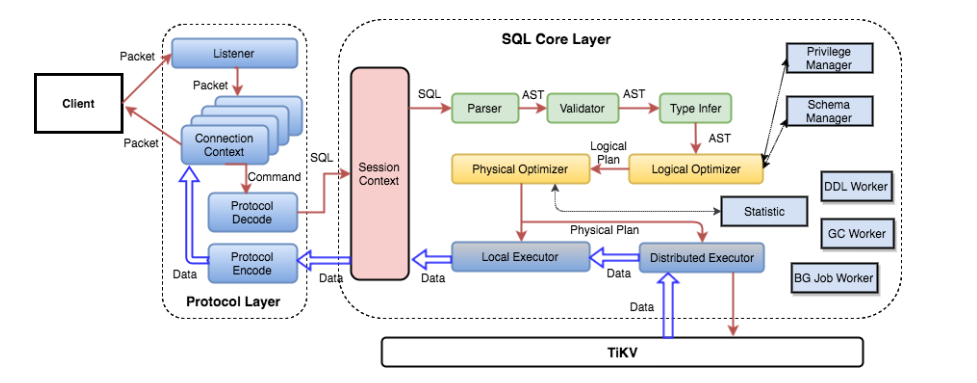 SQL Core Layer
Packet
Listener
Privilege
Manager
Packet
SQL
AST
AST
Client
Parser
Validator
Type Infer
Schema
Manager
Connection
Context
Packet
SQL
AST
Session
Context
Logical
Plan
Command
Physical Optimizer
Logical Optimizer
DDL Worker
Protocol
Decode
Statistic
Physical Plan
GC Worker
Protocol
Encode
Local Executor
Distributed Executor
Data
Data
Data
Data
BG Job Worker
Protocol Layer
Data
TiKV